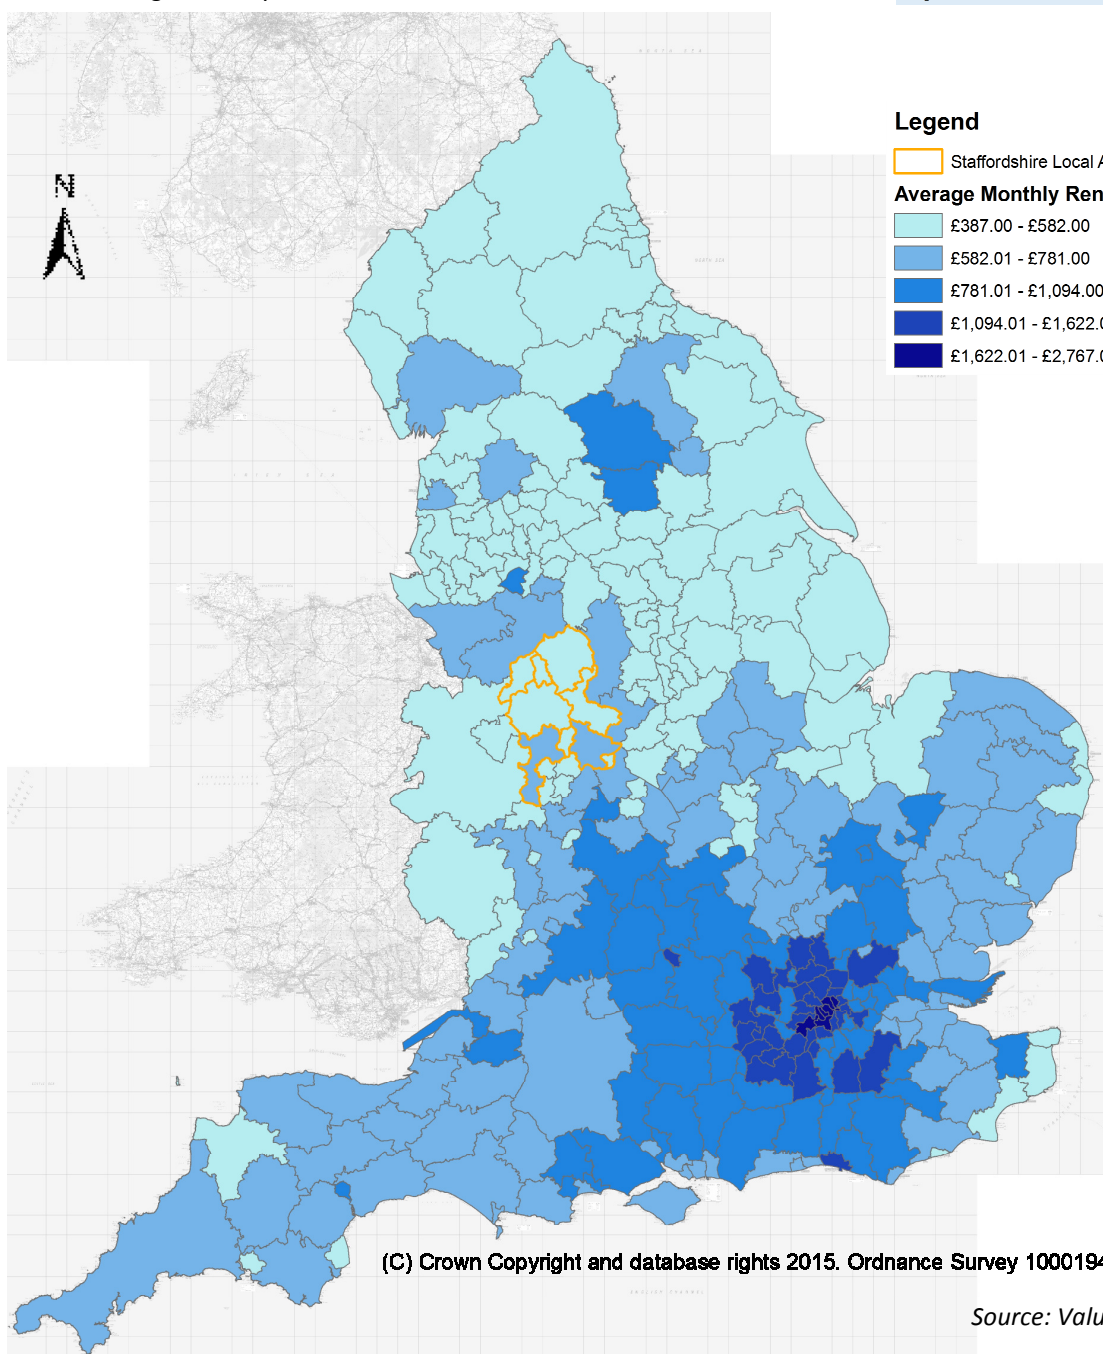 N
Legend
Staffordshire Local A
Average Monthly Ren
£387.00 - £582.00
£582.01 - £781.00
£781.01 - £1,094.00
£1,094.01 - £1,622.0
£1,622.01 - £2,767.0
(C) Crown Copyright and database rights 2015. Ordnance Survey 1000194
Source: Valu